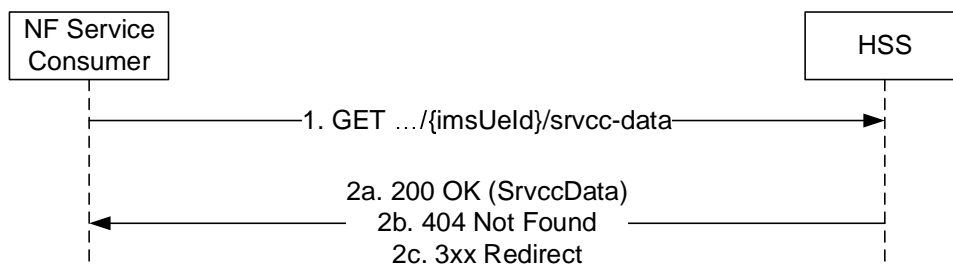 NF Service
Consumer
HSS
1. GET …/{imsUeId}/srvcc-data
2a. 200 OK (SrvccData)
2b. 404 Not Found
2c. 3xx Redirect